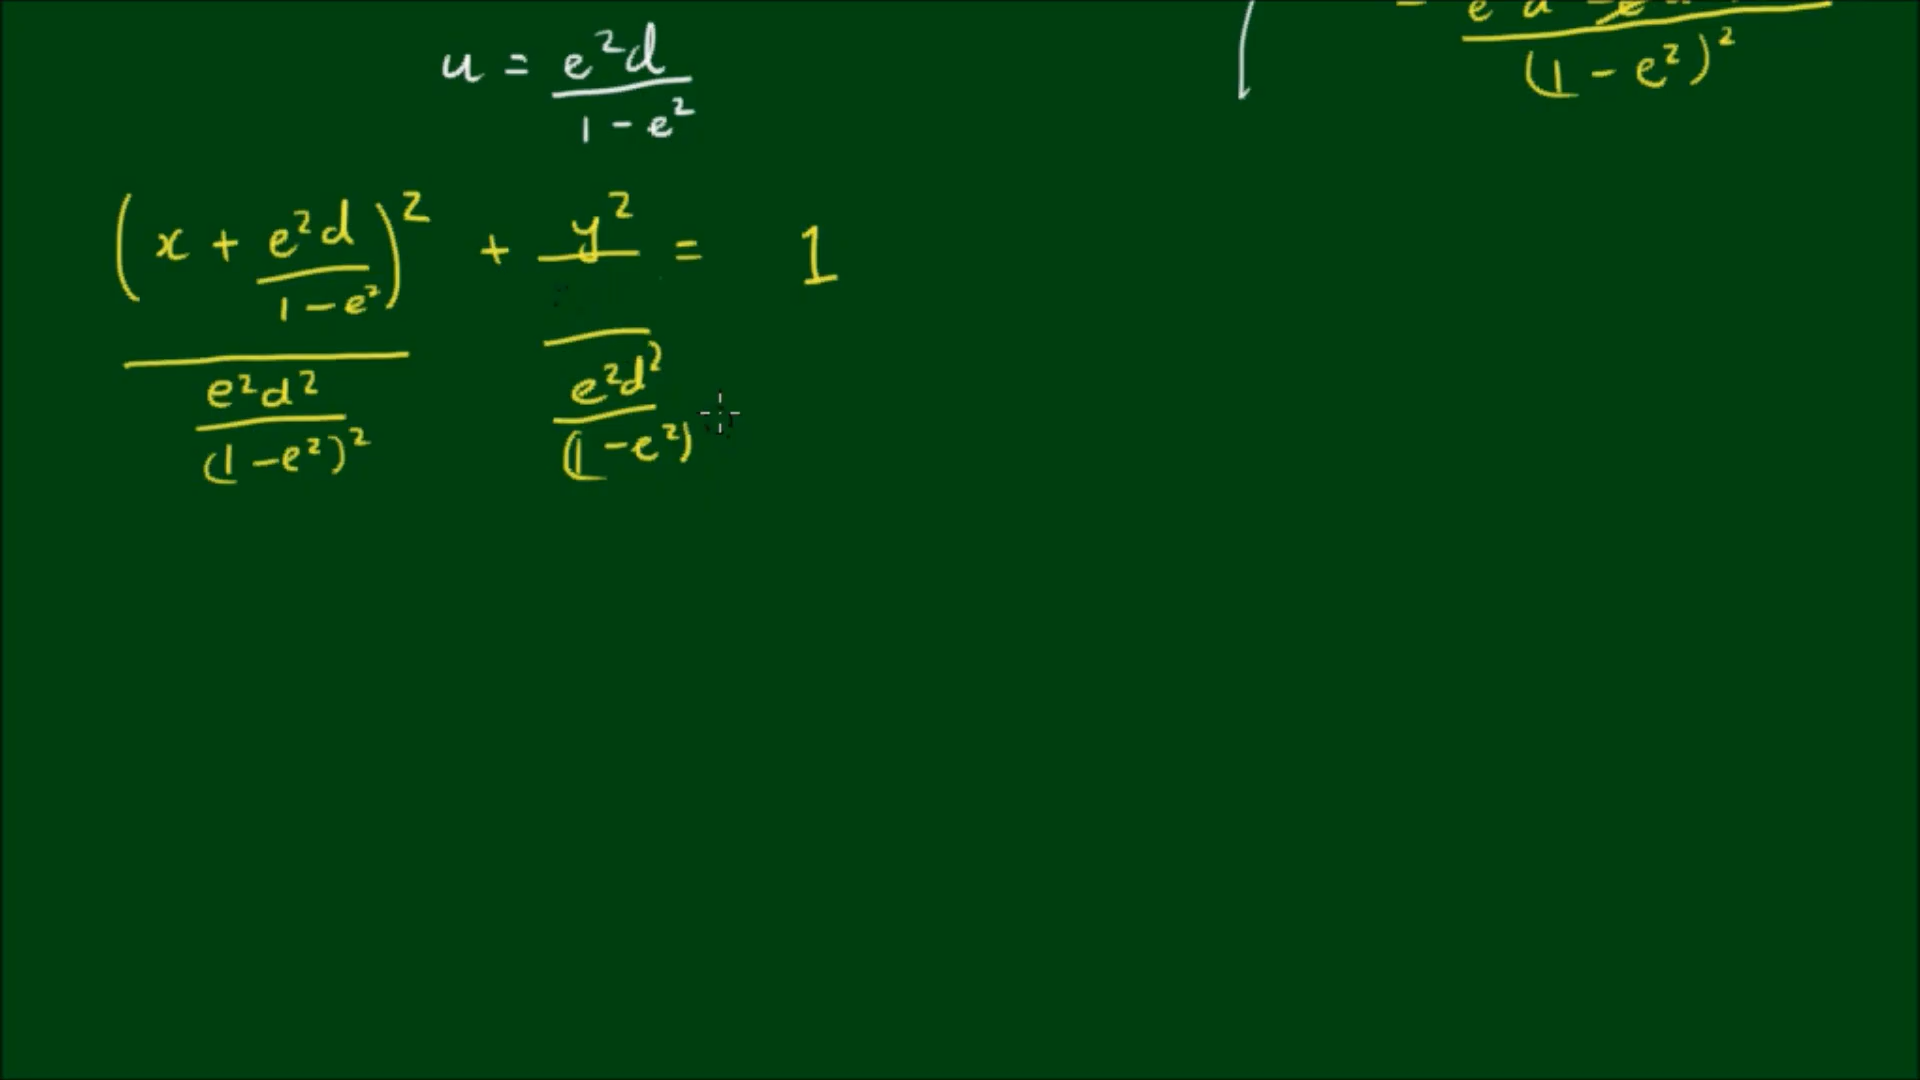 u = e²d / (1 - e²)
(1 - e²)²
(x + e²d / (1 - e²))² / (e²d² / (1 - e²)²) + y² / (e²d² / (1 - e²)) = 1